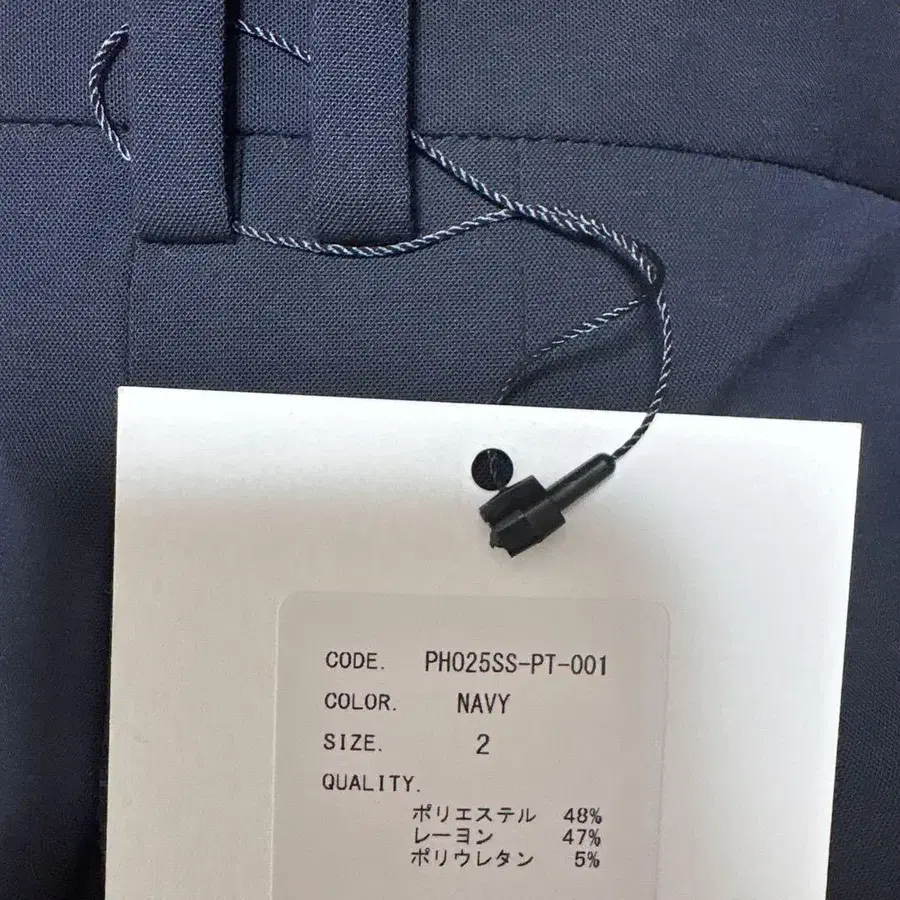 CODE. PH025SS-PT-001
COLOR. NAVY
SIZE. 2
QUALITY.
ポリエステル 48%
レーヨン 47%
ポリウレタン 5%